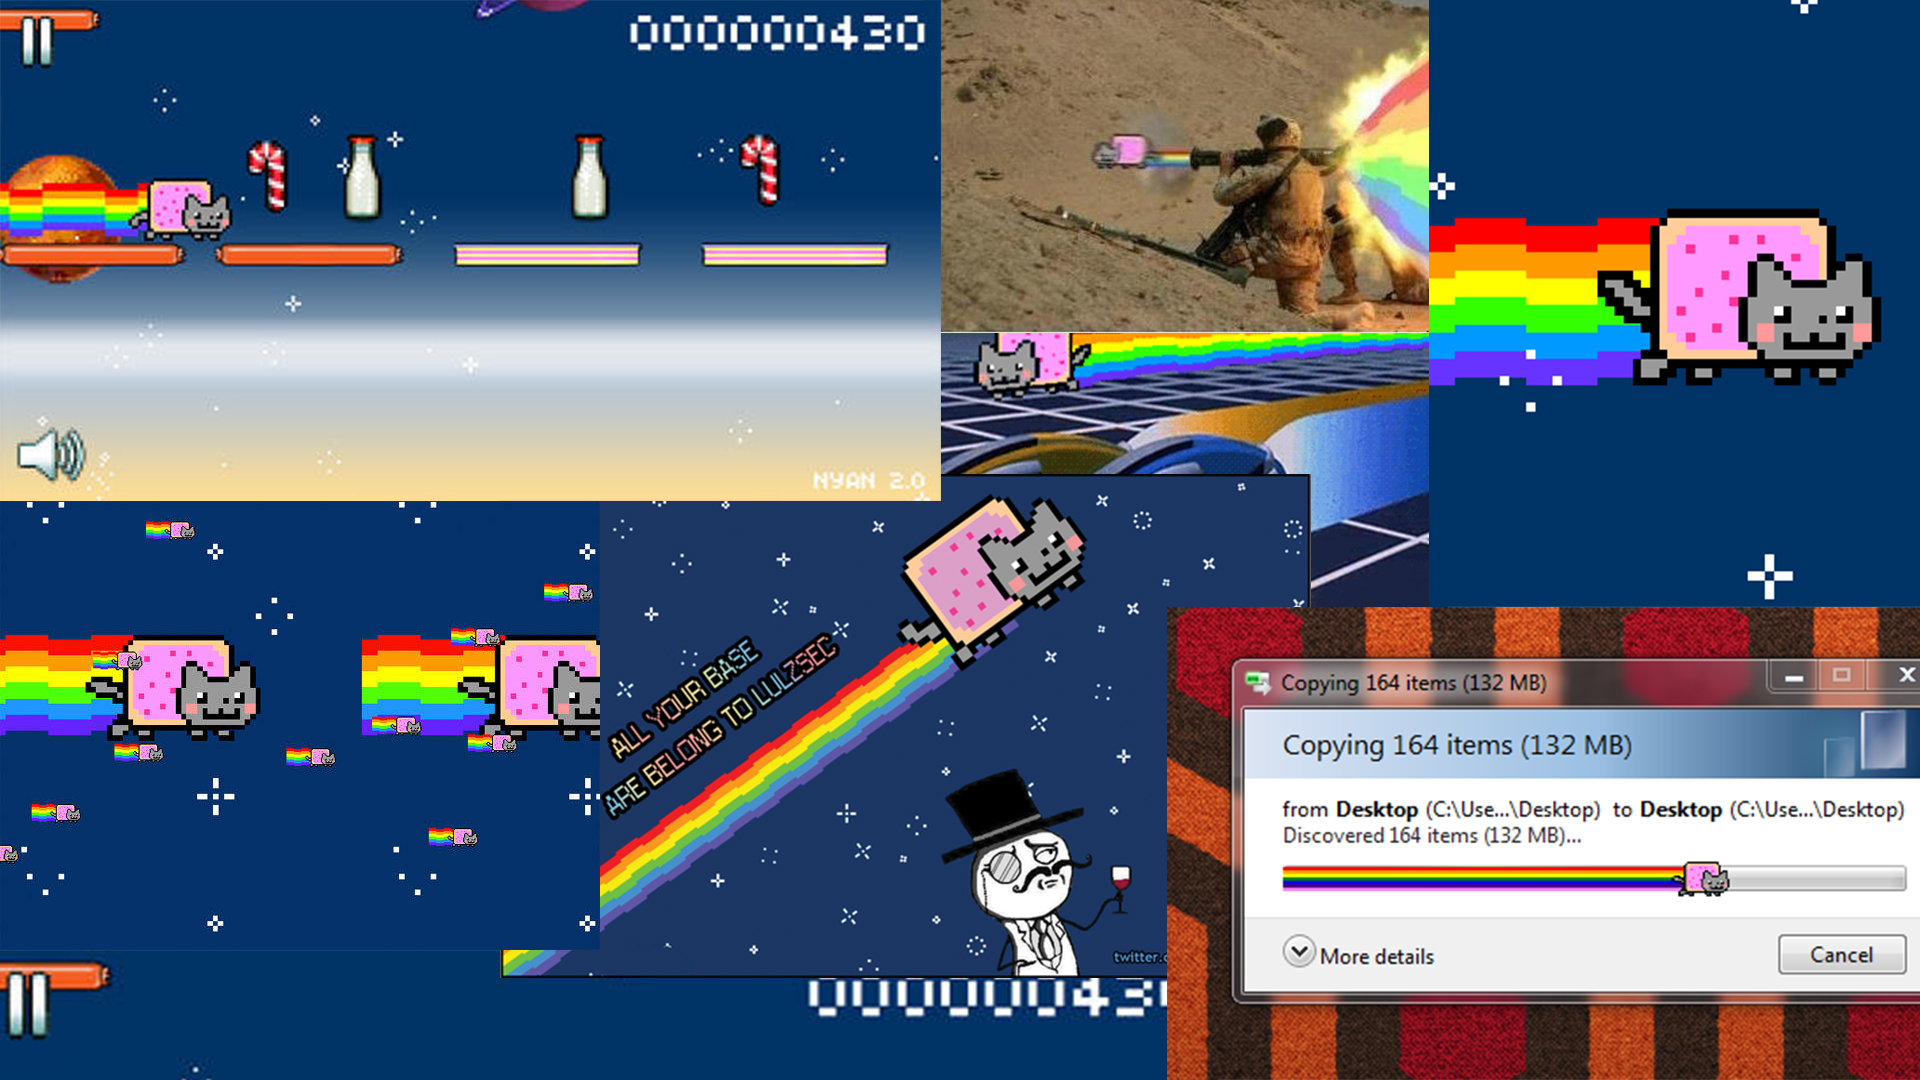 000000430
NYAN 2.0
ALL YOUR BASE
ARE BELONG TO LULZSEC
twitter.c
Copying 164 items (132 MB)
Copying 164 items (132 MB)
from Desktop (C:\Use...\Desktop) to Desktop (C:\Use...\Desktop)
Discovered 164 items (132 MB)...
More details
Cancel
00000043